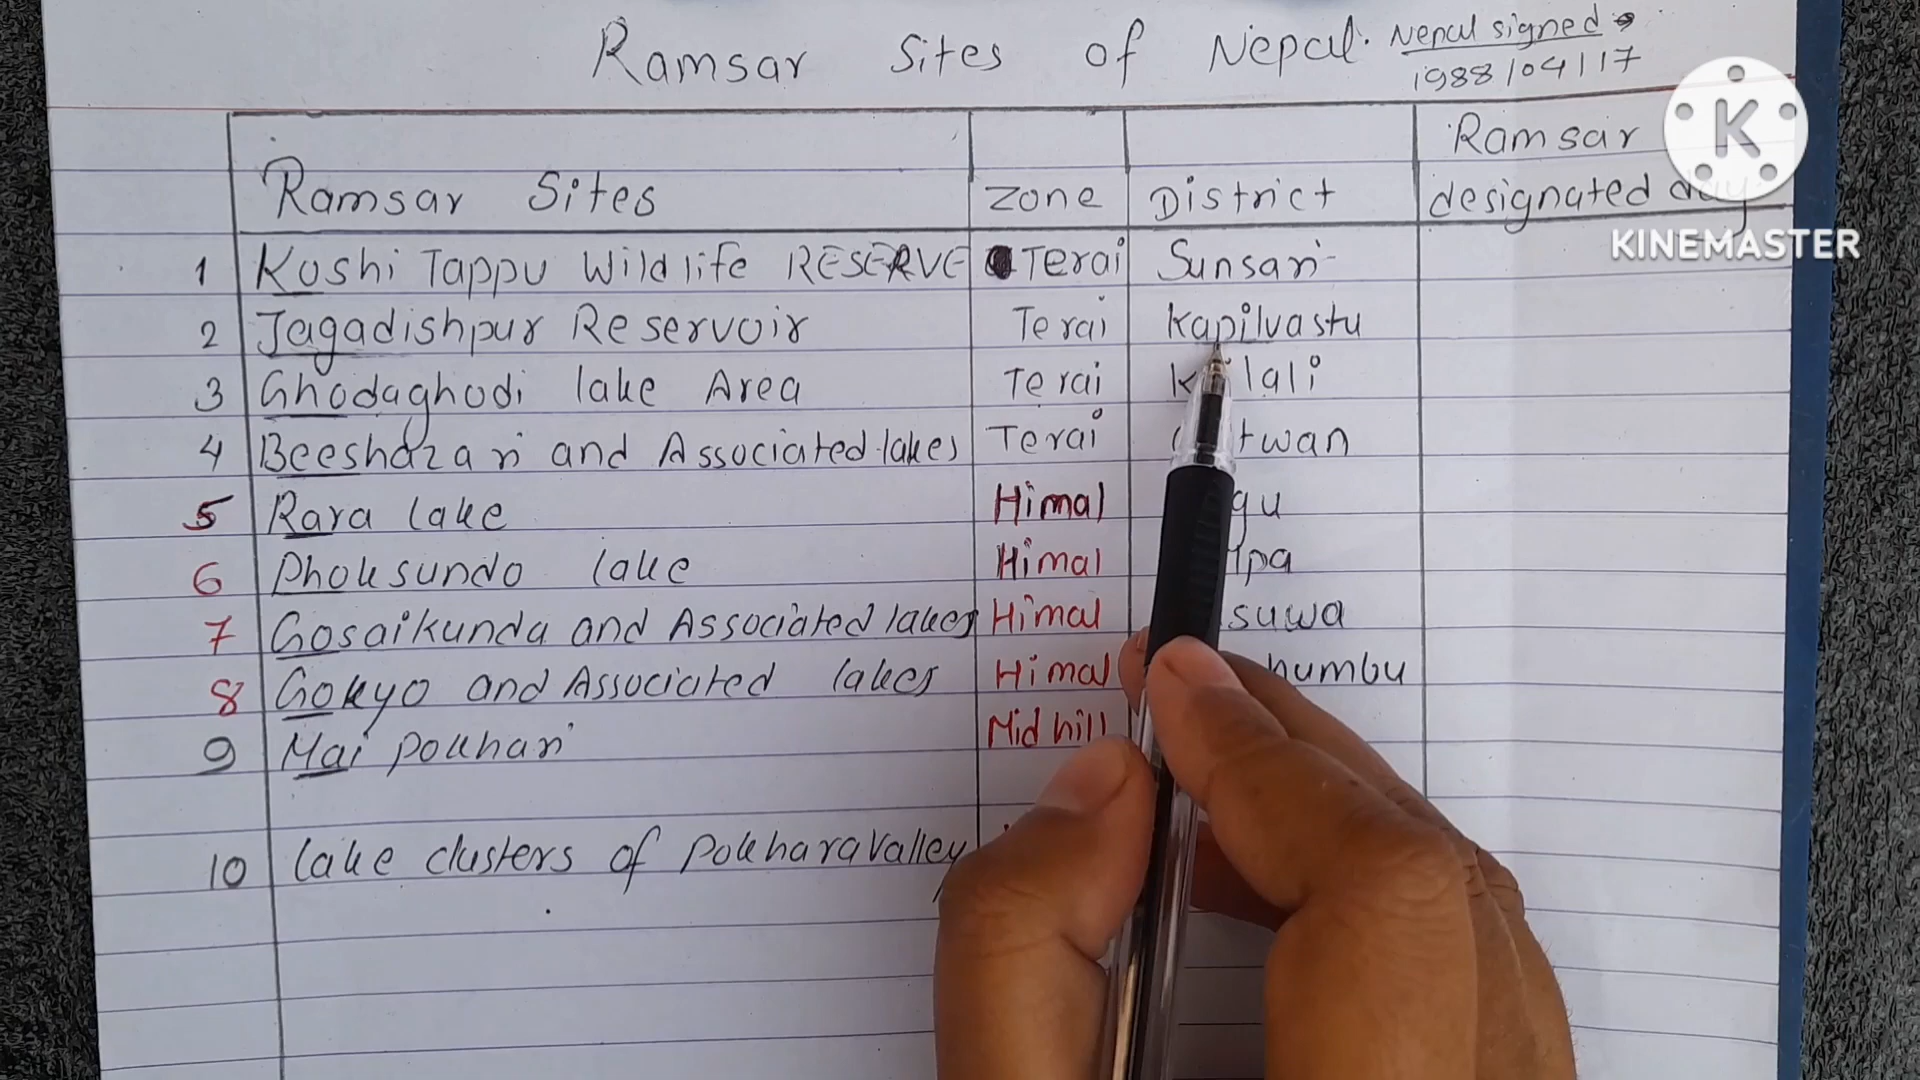 Ramsar Sites of Nepal. Nepal signed
1988/04/17
Ramsar
Ramsar Sites Zone District designated day
1 Koshi Tappu Wildlife RESERVE Terai Sunsari
2 Jagadishpur Reservoir Terai Kapilvastu
3 Ghodaghodi lake Area Terai
4 Beeshazari and Associated lakes Terai
5 Rara lake Himal
6 Phoksundo lake Himal
7 Gosaikunda and Associated lakes Himal
8 Gokyo and Associated lakes Himal
9 Mai pokhari Mid hill
10 lake clusters of pokhara Valley
K
KINEMASTER